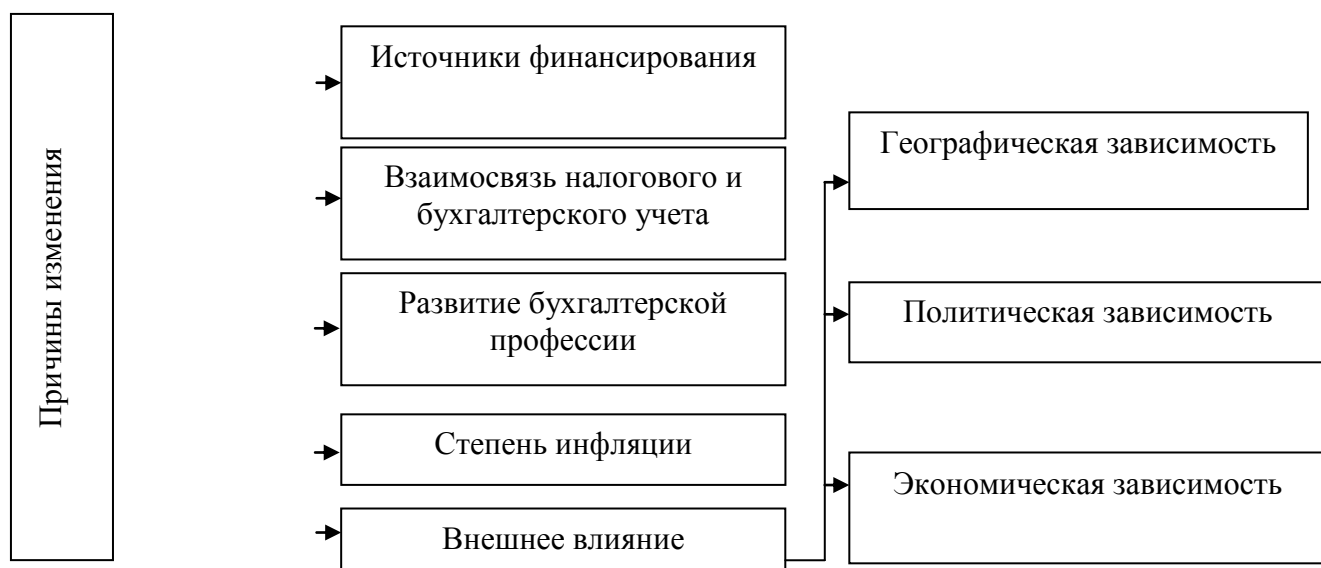 Причины изменения
Источники финансирования
Взаимосвязь налогового и
бухгалтерского учета
Развитие бухгалтерской
профессии
Степень инфляции
Внешнее влияние
Географическая зависимость
Политическая зависимость
Экономическая зависимость